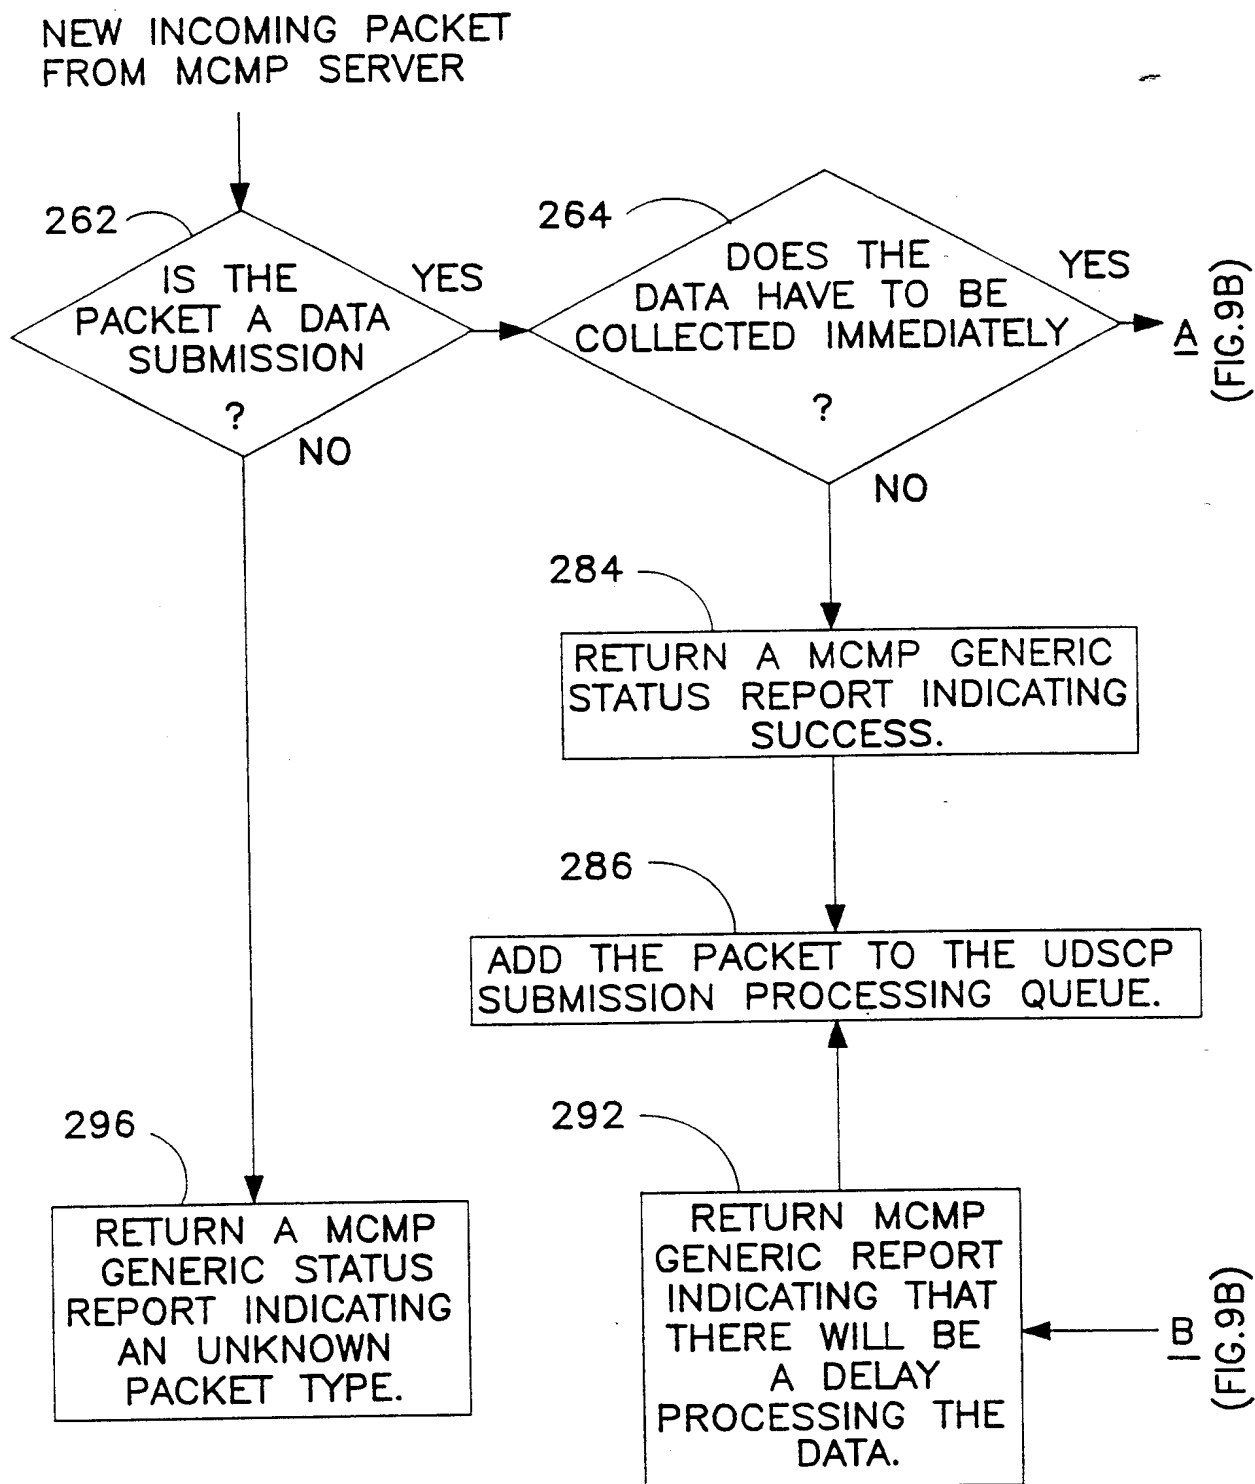 NEW INCOMING PACKET
FROM MCMP SERVER
262
IS THE
PACKET A DATA
SUBMISSION
?
YES
NO
264
DOES THE
DATA HAVE TO BE
COLLECTED IMMEDIATELY
?
YES
A
(FIG.9B)
NO
284
RETURN A MCMP GENERIC
STATUS REPORT INDICATING
SUCCESS.
286
ADD THE PACKET TO THE UDSCP
SUBMISSION PROCESSING QUEUE.
296
RETURN A MCMP
GENERIC STATUS
REPORT INDICATING
AN UNKNOWN
PACKET TYPE.
292
RETURN MCMP
GENERIC REPORT
INDICATING THAT
THERE WILL BE
A DELAY
PROCESSING THE
DATA.
B
(FIG.9B)